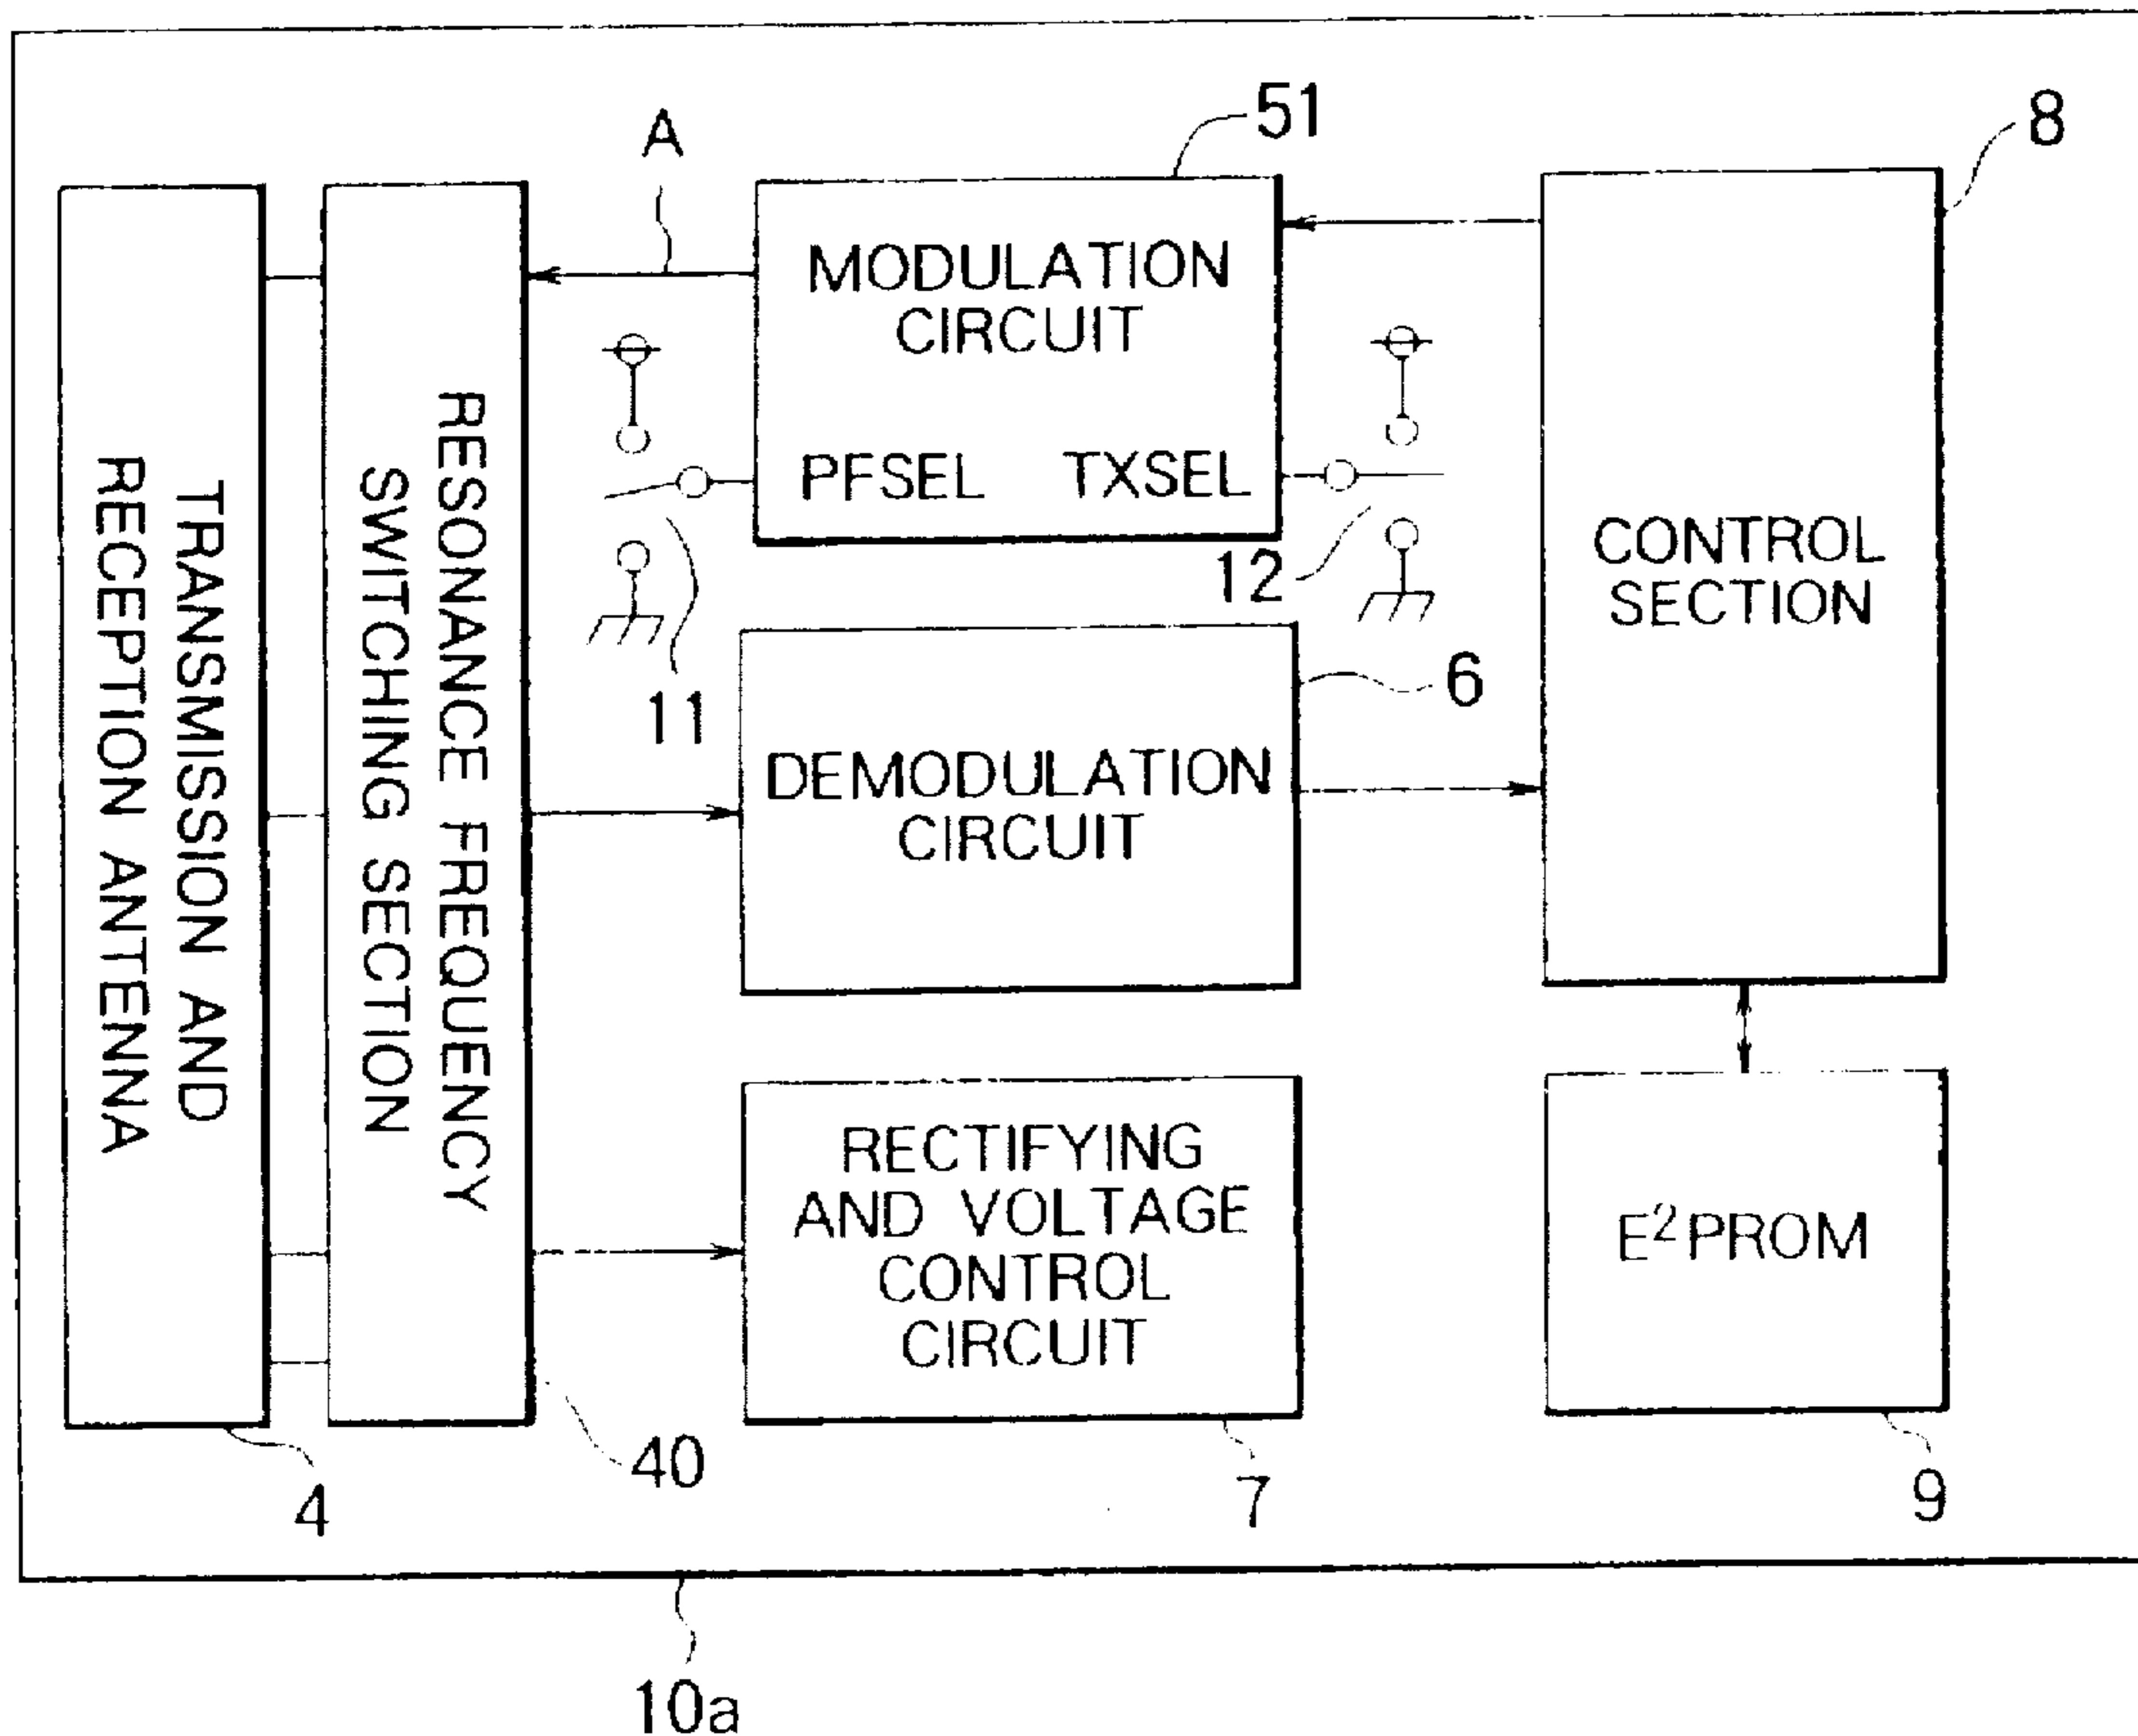 A
51
8
MODULATION
CIRCUIT
PFSEL TXSEL
11
12
CONTROL
SECTION
TRANSMISSION AND
RECEPTION ANTENNA
RESONANCE FREQUENCY
SWITCHING SECTION
6
DEMODULATION
CIRCUIT
RECTIFYING
AND VOLTAGE
CONTROL
CIRCUIT
E²PROM
4
40
7
9
10a